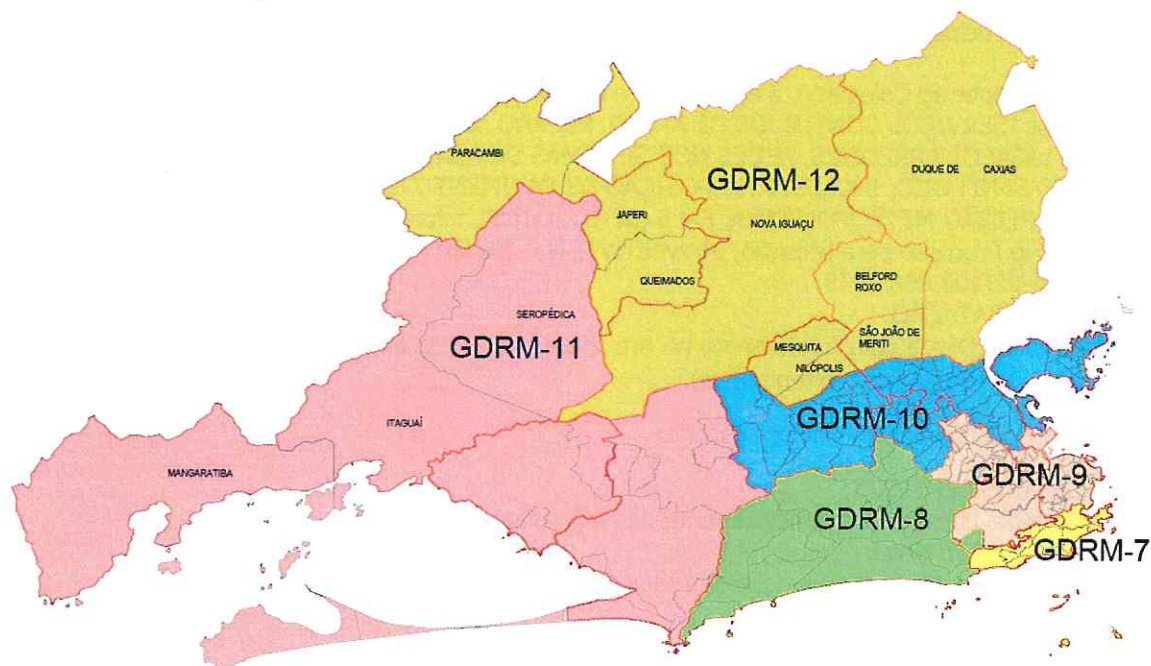 PARACAMBI
DUQUE DE CAXIAS
GDRM-12
JAPERI
NOVA IGUAÇU
QUEIMADOS
BELFORD
ROXO
SEROPÉDICA
GDRM-11
MESQUITA
SÃO JOÃO DE
MERITI
NILÓPOLIS
ITAGUAÍ
GDRM-10
MANGARATIBA
GDRM-9
GDRM-8
GDRM-7